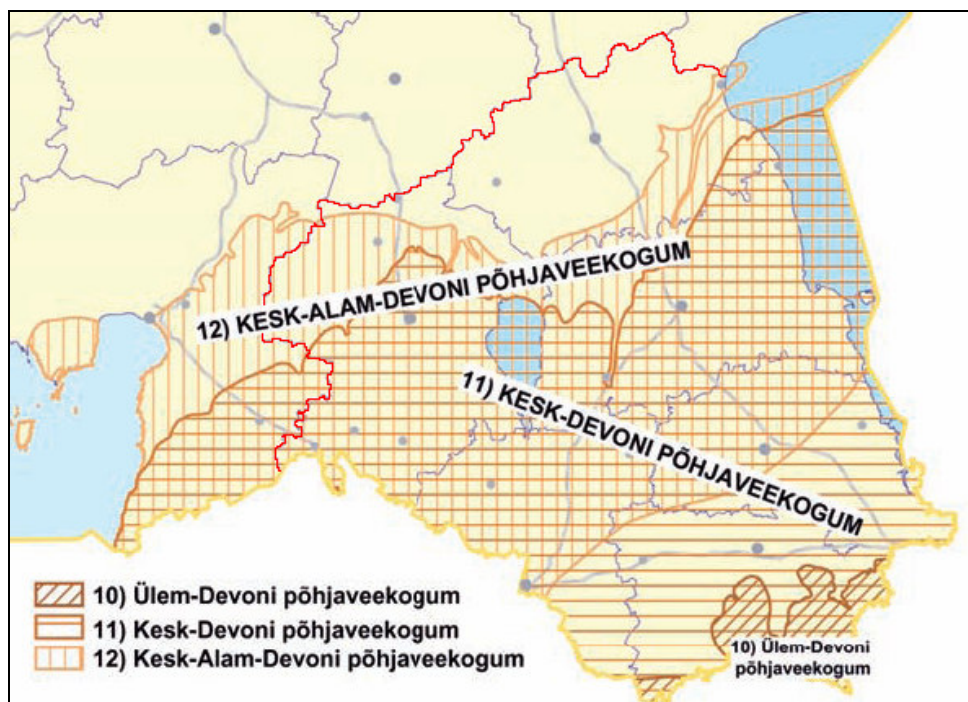 12) KESK-ALAM-DEVONI PÕHJAVEEKOGUM
11) KESK-DEVONI PÕHJAVEEKOGUM
10) Ülem-Devoni põhjaveekogum
11) Kesk-Devoni põhjaveekogum
12) Kesk-Alam-Devoni põhjaveekogum
10) Ülem-Devoni
põhjaveekogum